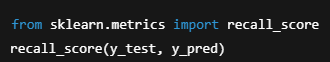 from sklearn.metrics import recall_score
recall_score(y_test, y_pred)